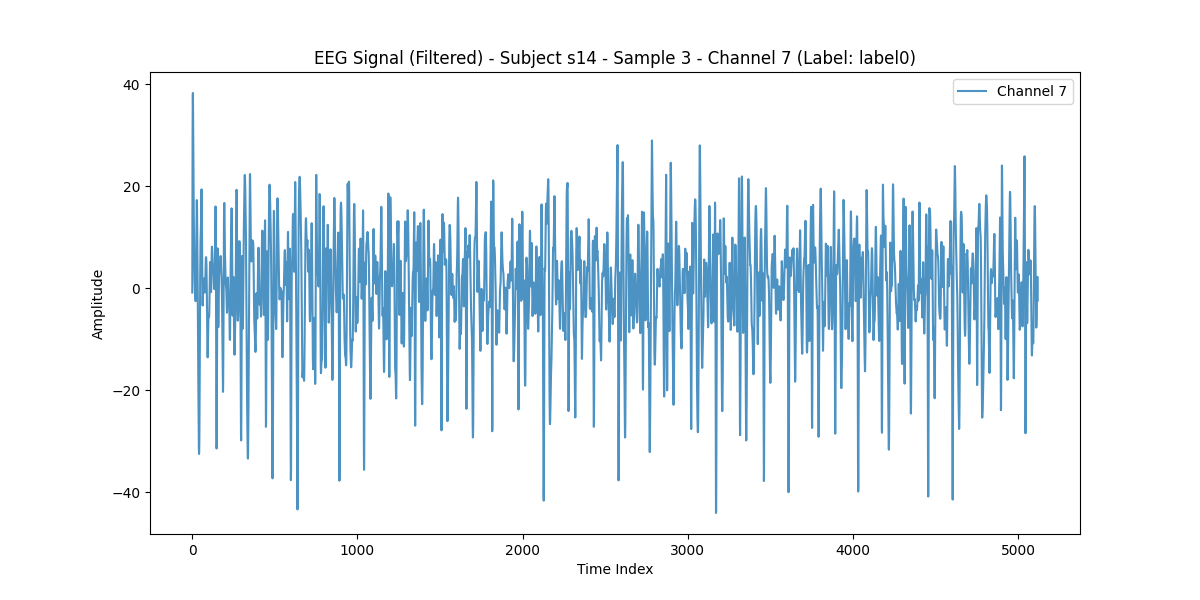 EEG Signal (Filtered) - Subject s14 - Sample 3 - Channel 7 (Label: label0)
Channel 7
40
20
0
−20
−40
Amplitude
0 1000 2000 3000 4000 5000
Time Index